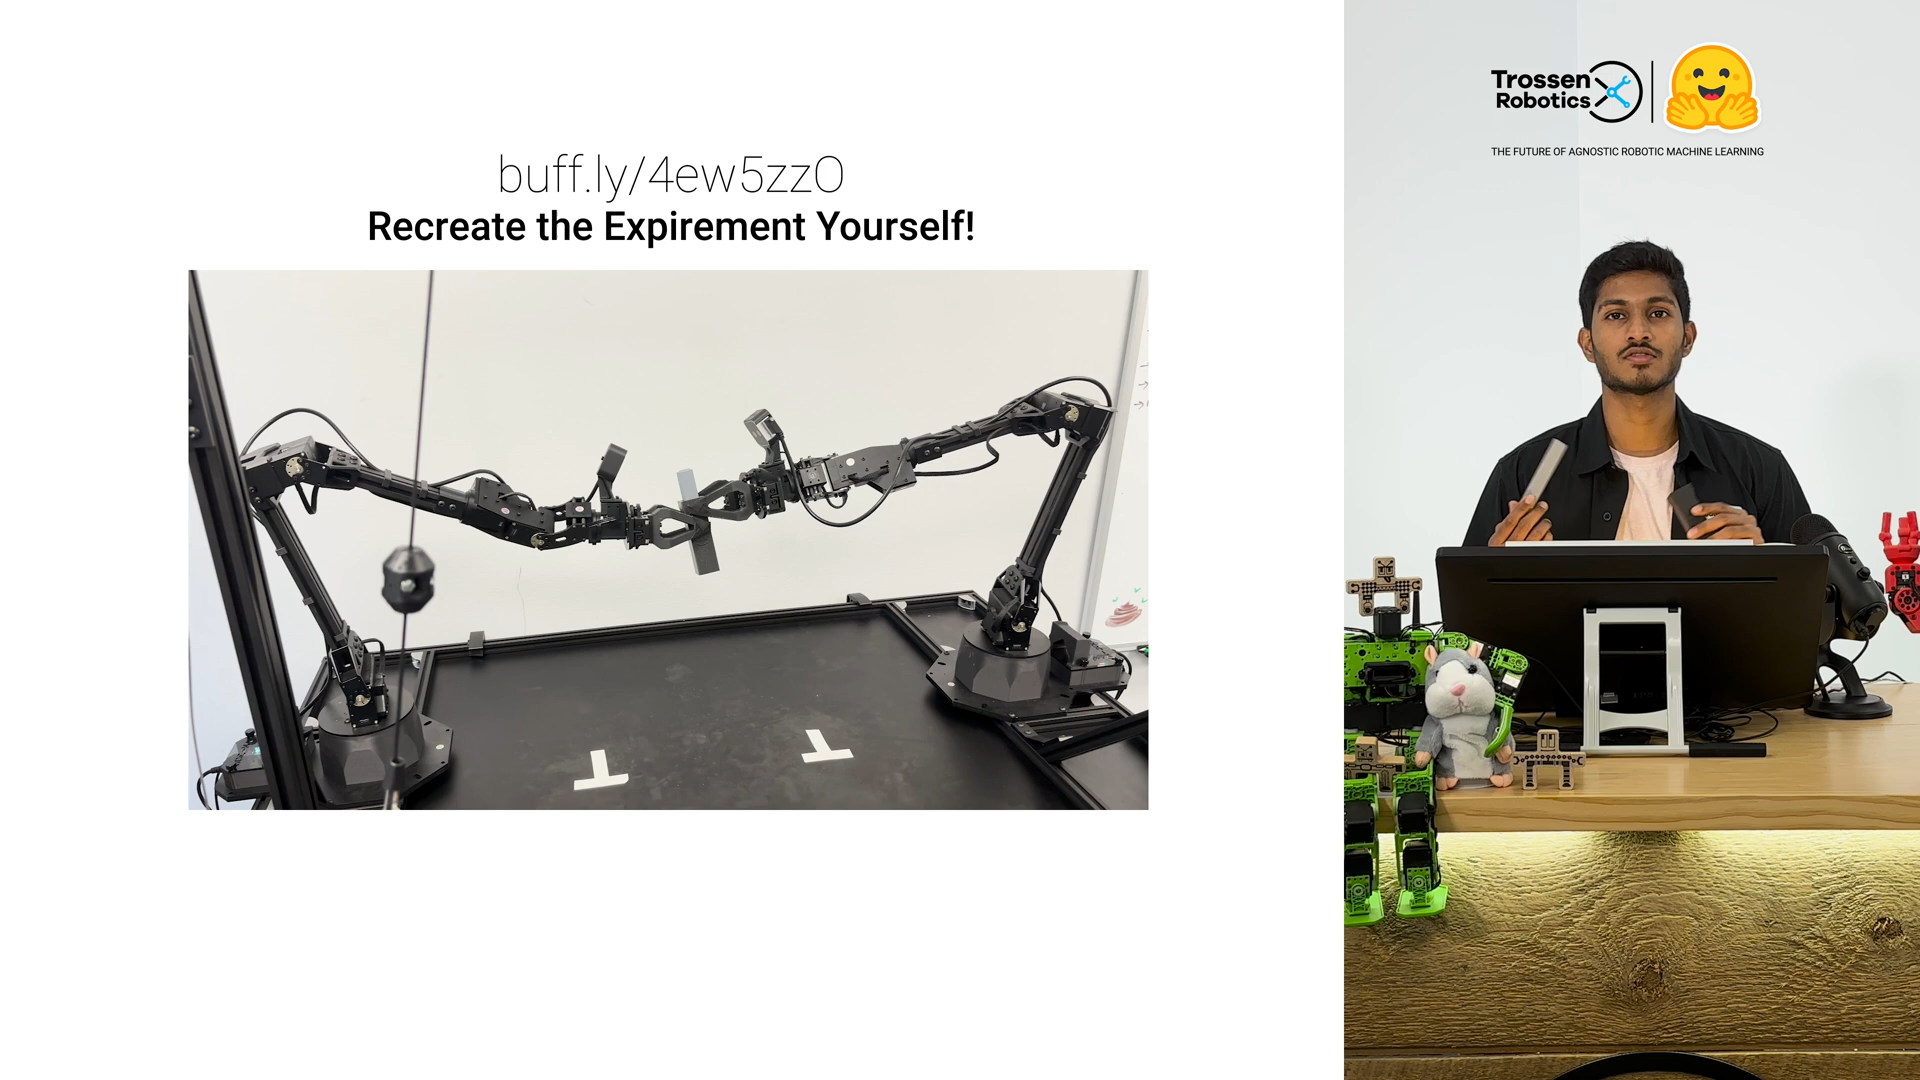 buff.ly/4ew5zzO
Recreate the Expirement Yourself!
Trossen
Robotics
THE FUTURE OF AGNOSTIC ROBOTIC MACHINE LEARNING